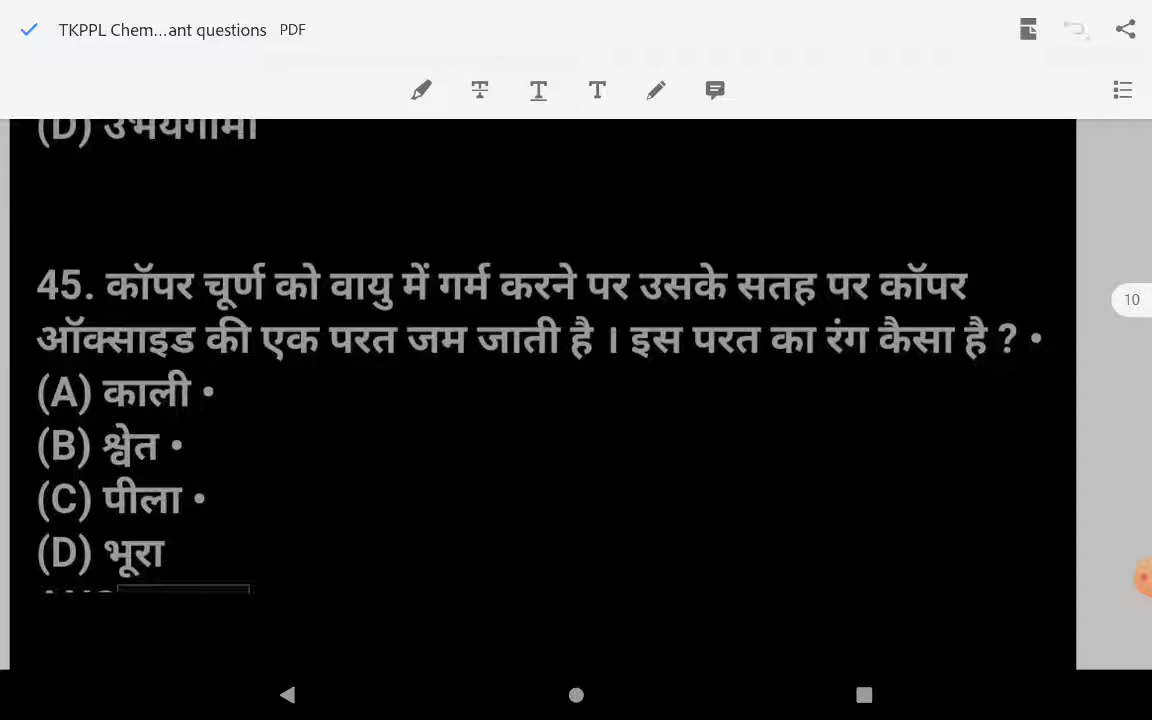 TKPPL Chem...ant questions PDF
(D) उभयगामी
45. कॉपर चूर्ण को वायु में गर्म करने पर उसके सतह पर कॉपर
ऑक्साइड की एक परत जम जाती है । इस परत का रंग कैसा है ? •
10
(A) काली •
(B) श्वेत •
(C) पीला •
(D) भूरा